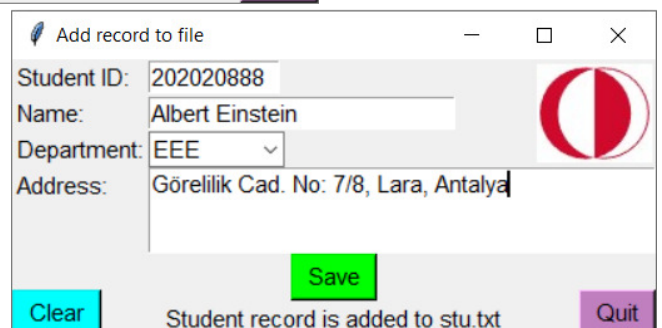 Add record to file
Student ID: 202020888
Name: Albert Einstein
Department: EEE
Address: Görelilik Cad. No: 7/8, Lara, Antalya
Save
Clear Student record is added to stu.txt Quit